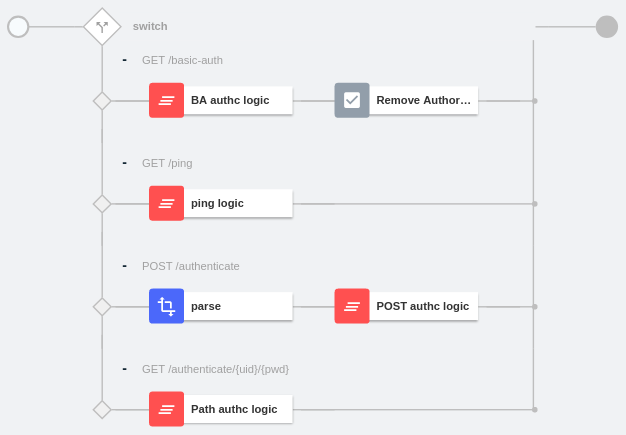 switch
- GET /basic-auth
BA authc logic
Remove Author...
- GET /ping
ping logic
- POST /authenticate
parse
POST authc logic
- GET /authenticate/{uid}/{pwd}
Path authc logic